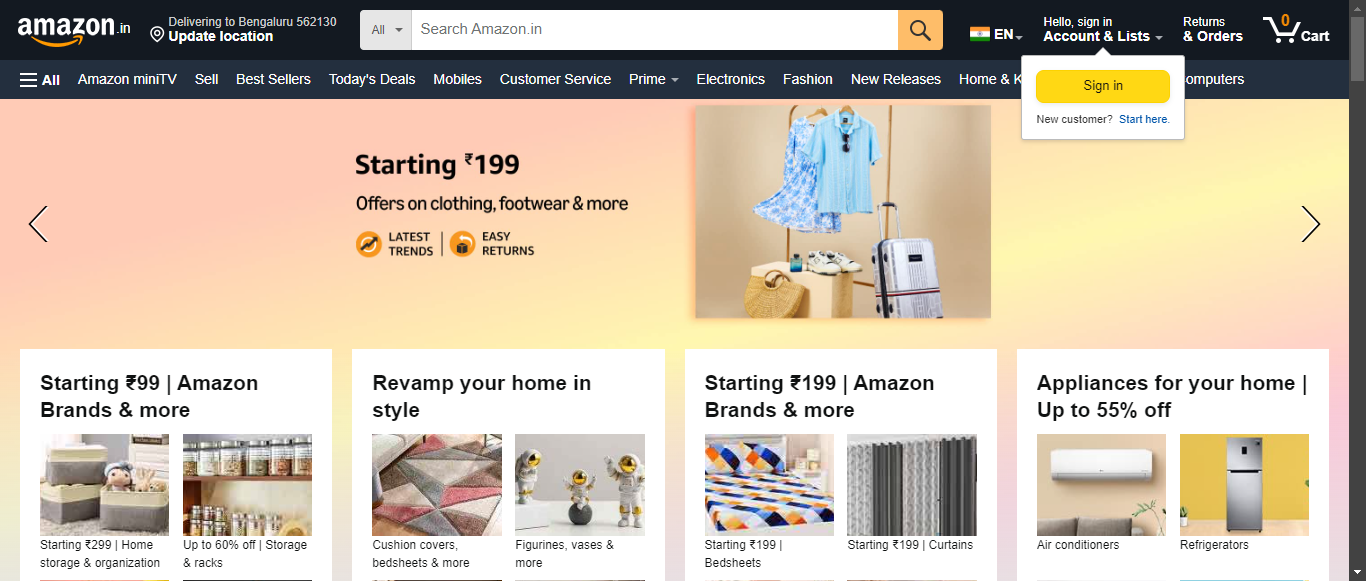 amazon.in
Delivering to Bengaluru 562130
Update location
All
Search Amazon.in
EN
Hello, sign in
Account & Lists
Returns
& Orders
0
Cart
All
Amazon miniTV
Sell
Best Sellers
Today's Deals
Mobiles
Customer Service
Prime
Electronics
Fashion
New Releases
Home & K
omputers
Sign in
New customer? Start here.
Starting ₹199
Offers on clothing, footwear & more
LATEST
TRENDS
EASY
RETURNS
Starting ₹99 | Amazon
Brands & more
Starting ₹299 | Home
storage & organization
Up to 60% off | Storage
& racks
Revamp your home in
style
Cushion covers,
bedsheets & more
Figurines, vases &
more
Starting ₹199 | Amazon
Brands & more
Starting ₹199 |
Bedsheets
Starting ₹199 | Curtains
Appliances for your home |
Up to 55% off
Air conditioners
Refrigerators